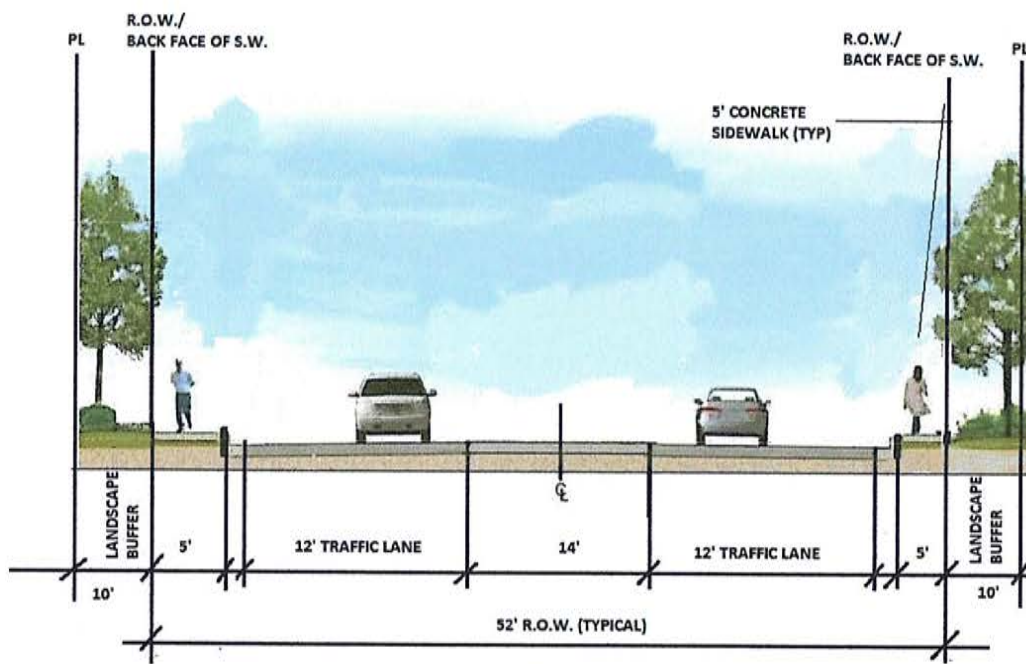 PL
R.O.W./
BACK FACE OF S.W.
R.O.W./
BACK FACE OF S.W.
PL
5' CONCRETE
SIDEWALK (TYP)
℄
LANDSCAPE
BUFFER
5'
12' TRAFFIC LANE
14'
12' TRAFFIC LANE
5'
LANDSCAPE
BUFFER
10'
10'
52' R.O.W. (TYPICAL)